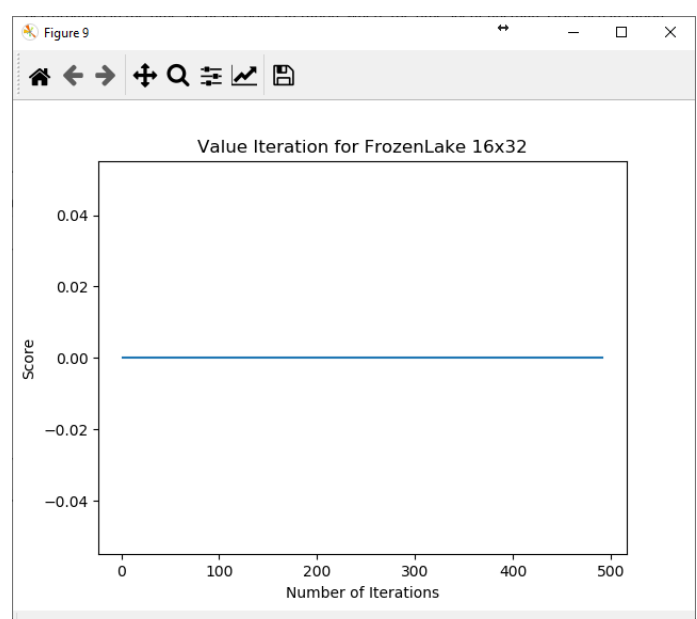 Figure 9
Value Iteration for FrozenLake 16x32
0.04
0.02
0.00
−0.02
−0.04
Score
0 100 200 300 400 500
Number of Iterations